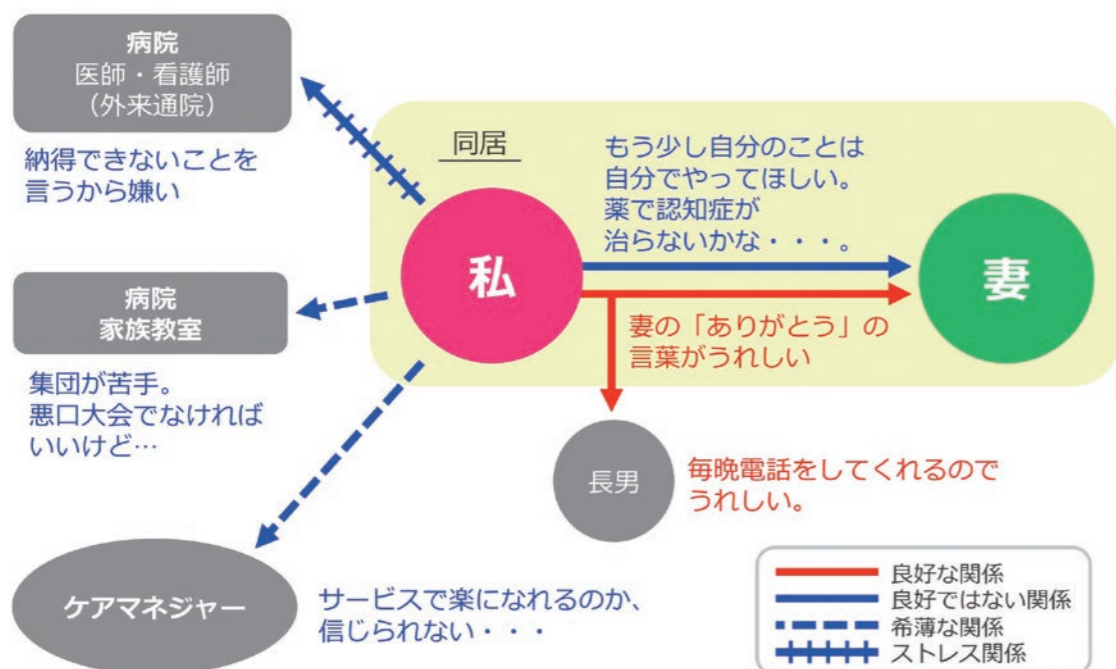 病院
医師・看護師
（外来通院）
納得できないことを
言うから嫌い
同居
もう少し自分のことは
自分でやってほしい。
薬で認知症が
治らないかな・・・。
私
妻
妻の「ありがとう」の
言葉がうれしい
病院
家族教室
集団が苦手。
悪口大会でなければ
いいけど…
長男
毎晩電話をしてくれるので
うれしい。
ケアマネジャー
サービスで楽になれるのか、
信じられない・・・
良好な関係
良好ではない関係
希薄な関係
ストレス関係